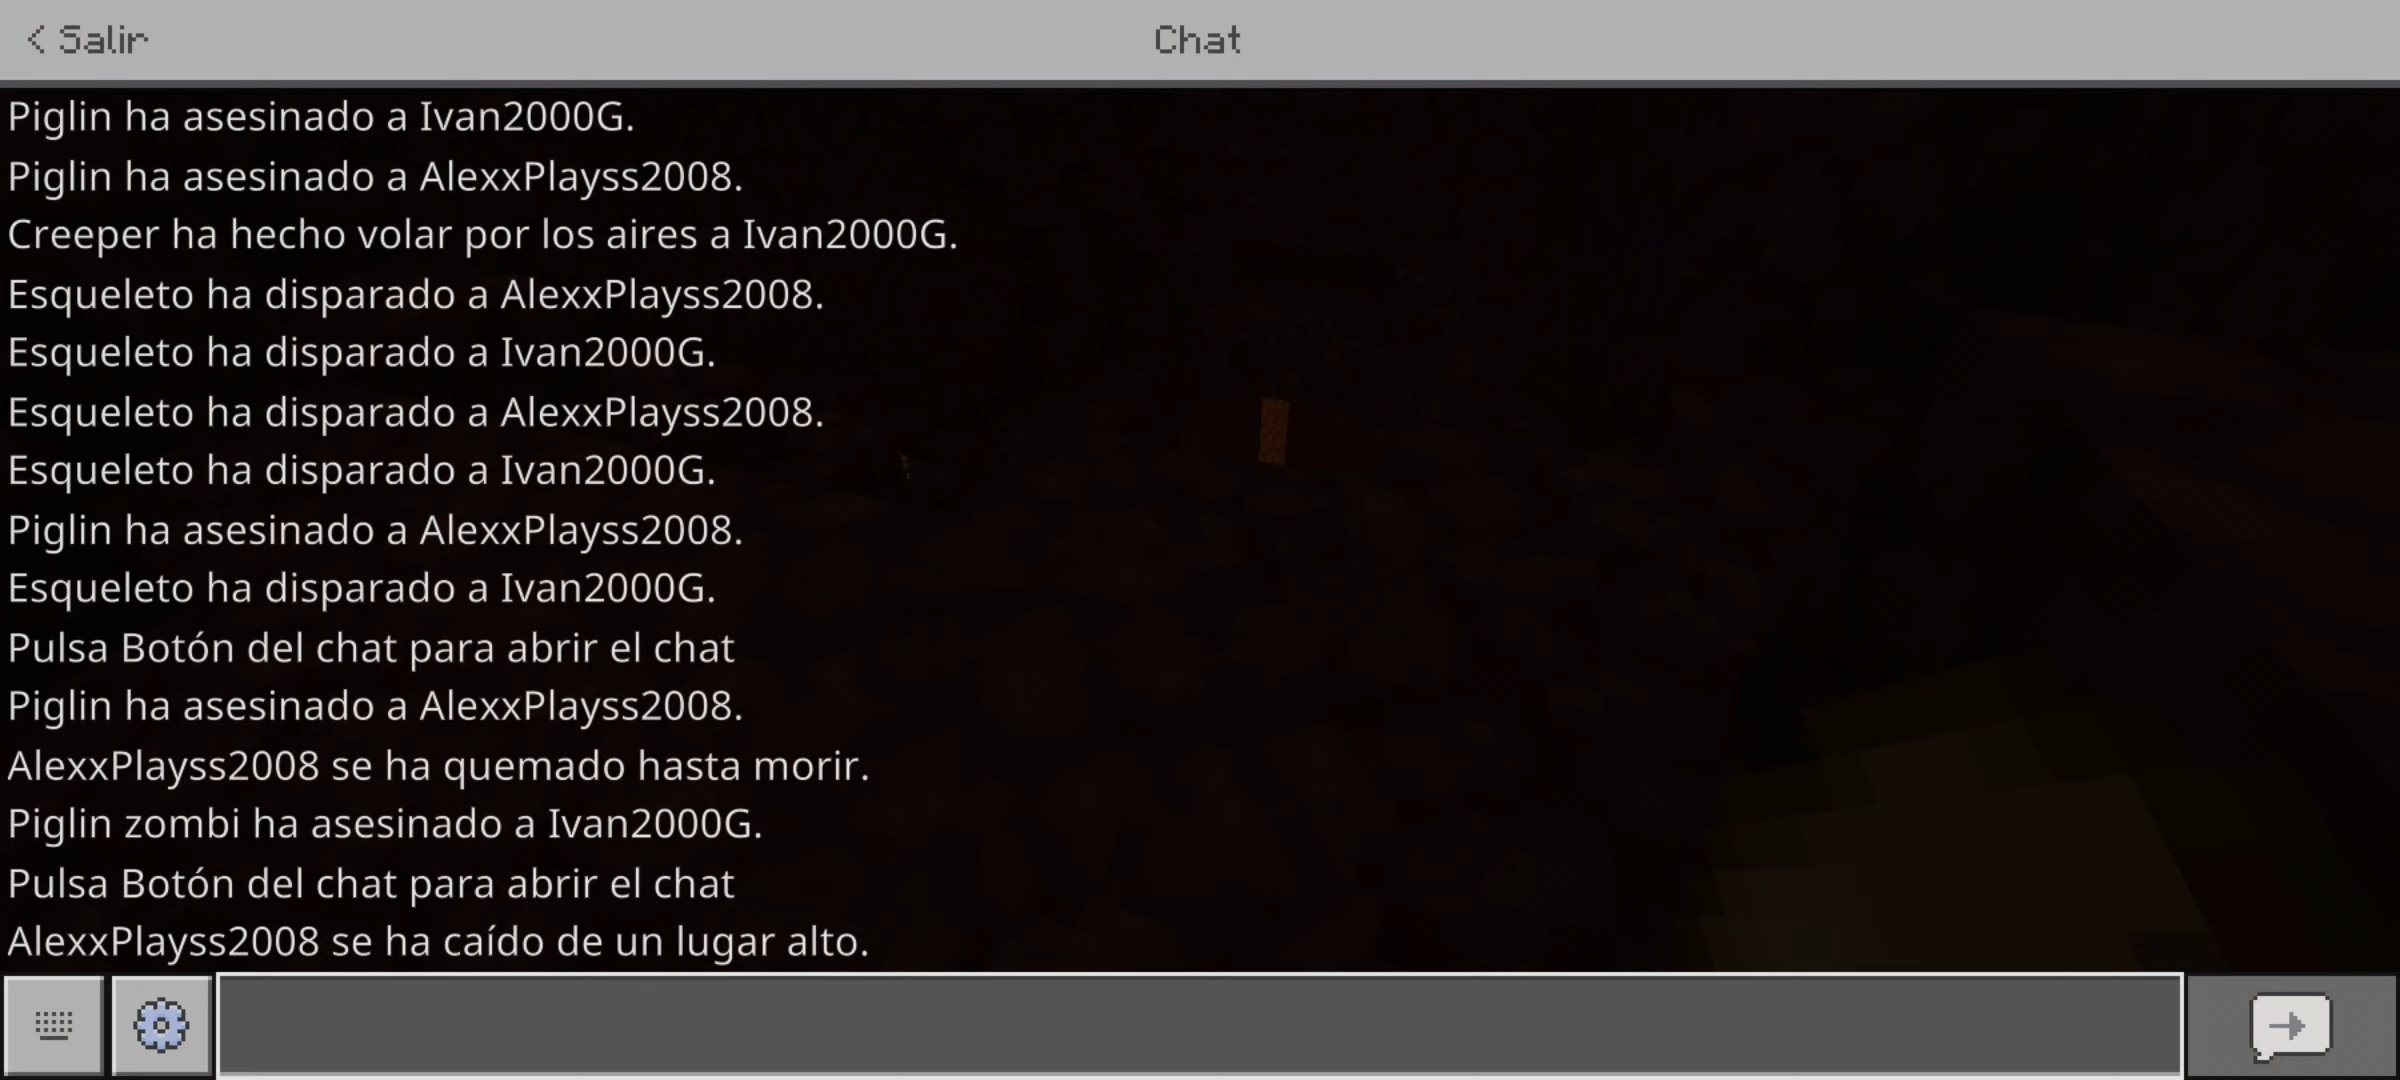 Salir
Chat
Piglin ha asesinado a Ivan2000G.
Piglin ha asesinado a AlexxPlayss2008.
Creeper ha hecho volar por los aires a Ivan2000G.
Esqueleto ha disparado a AlexxPlayss2008.
Esqueleto ha disparado a Ivan2000G.
Esqueleto ha disparado a AlexxPlayss2008.
Esqueleto ha disparado a Ivan2000G.
Piglin ha asesinado a AlexxPlayss2008.
Esqueleto ha disparado a Ivan2000G.
Pulsa Botón del chat para abrir el chat
Piglin ha asesinado a AlexxPlayss2008.
AlexxPlayss2008 se ha quemado hasta morir.
Piglin zombi ha asesinado a Ivan2000G.
Pulsa Botón del chat para abrir el chat
AlexxPlayss2008 se ha caído de un lugar alto.